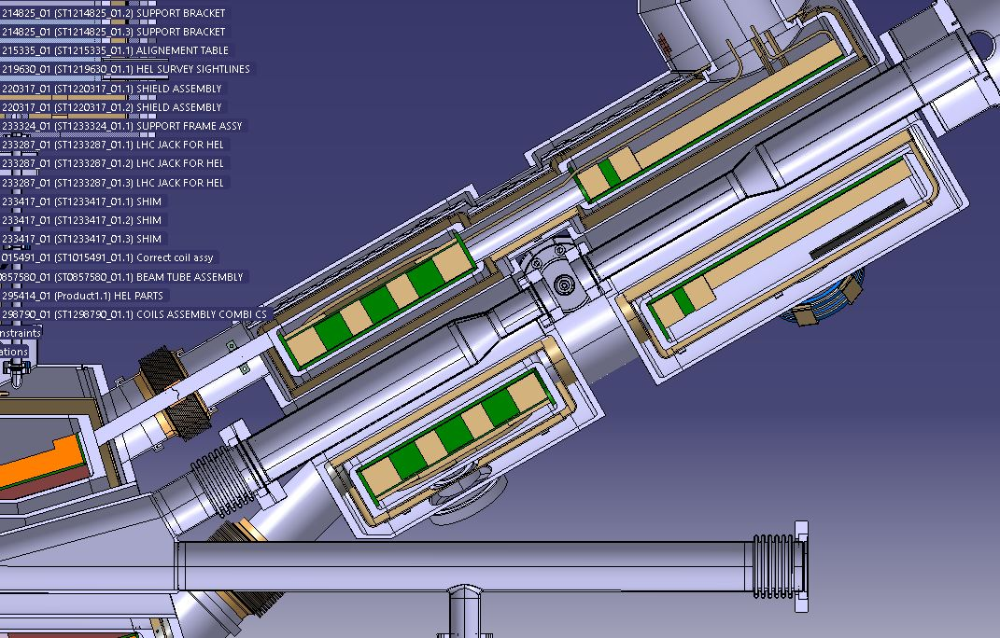 214825_01 (ST1214825_01.2) SUPPORT BRACKET
214825_01 (ST1214825_01.3) SUPPORT BRACKET
215335_01 (ST1215335_01.1) ALIGNEMENT TABLE
219630_01 (ST1219630_01.1) HEL SURVEY SIGHTLINES
220317_01 (ST1220317_01.1) SHIELD ASSEMBLY
220317_01 (ST1220317_01.2) SHIELD ASSEMBLY
233324_01 (ST1233324_01.1) SUPPORT FRAME ASSY
233287_01 (ST1233287_01.1) LHC JACK FOR HEL
233287_01 (ST1233287_01.2) LHC JACK FOR HEL
233287_01 (ST1233287_01.3) LHC JACK FOR HEL
233417_01 (ST1233417_01.1) SHIM
233417_01 (ST1233417_01.2) SHIM
233417_01 (ST1233417_01.3) SHIM
015491_01 (ST1015491_01.1) Correct coil assy
0857580_01 (ST0857580_01.1) BEAM TUBE ASSEMBLY
295414_01 (Product1.1) HEL PARTS
298790_01 (ST1298790_01.1) COILS ASSEMBLY COMBI CS
nstraints
ations